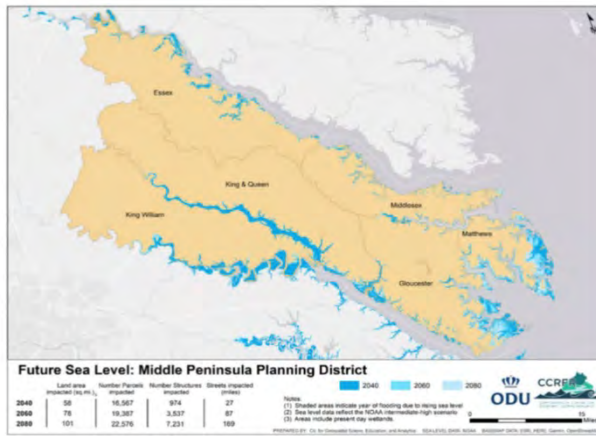 Essex
King & Queen
King William
Middlesex
Matthews
Gloucester
Future Sea Level: Middle Peninsula Planning District
Land area impacted (sq.mi.) Number Parcels impacted Number Structures impacted Streets impacted (miles)
2040 58 16,567 974 27
2060 78 19,387 3,537 87
2080 101 22,576 7,231 189
2040 2060 2080
Notes:
(1) Shaded areas indicate year of flooding due to rising sea level
(2) Sea level data reflect the NOAA intermediate-high scenario
(3) Areas include present day wetlands.
ODU
CCRFR
0 15
Miles